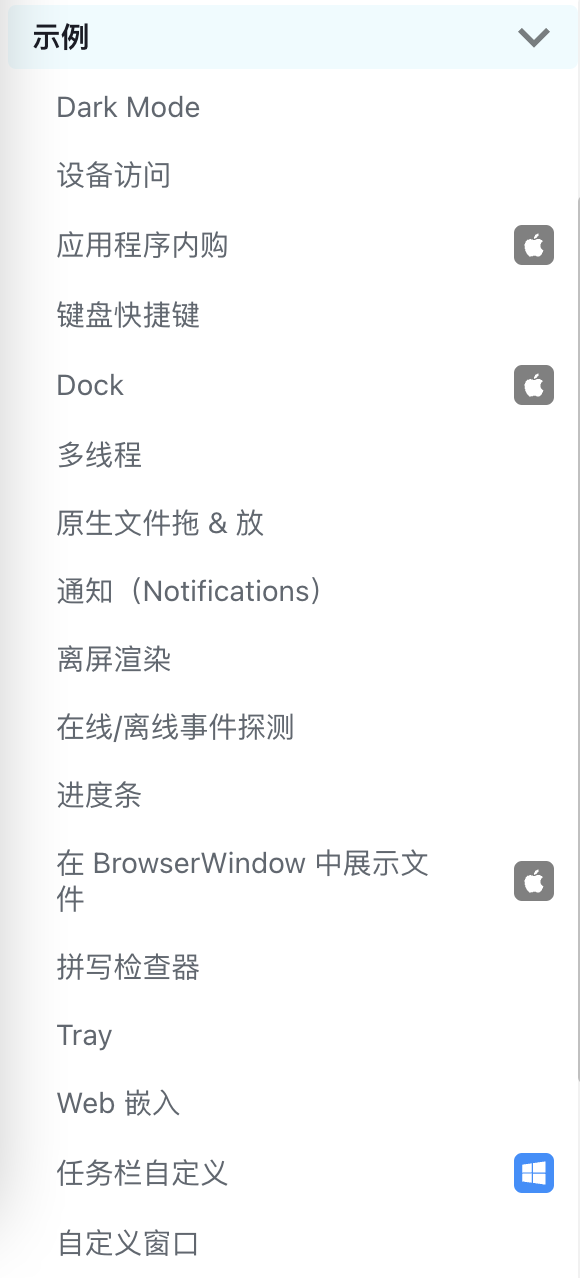 示例
Dark Mode
设备访问
应用程序内购
键盘快捷键
Dock
多线程
原生文件拖 & 放
通知（Notifications）
离屏渲染
在线/离线事件探测
进度条
在 BrowserWindow 中展示文
件
拼写检查器
Tray
Web 嵌入
任务栏自定义
自定义窗口